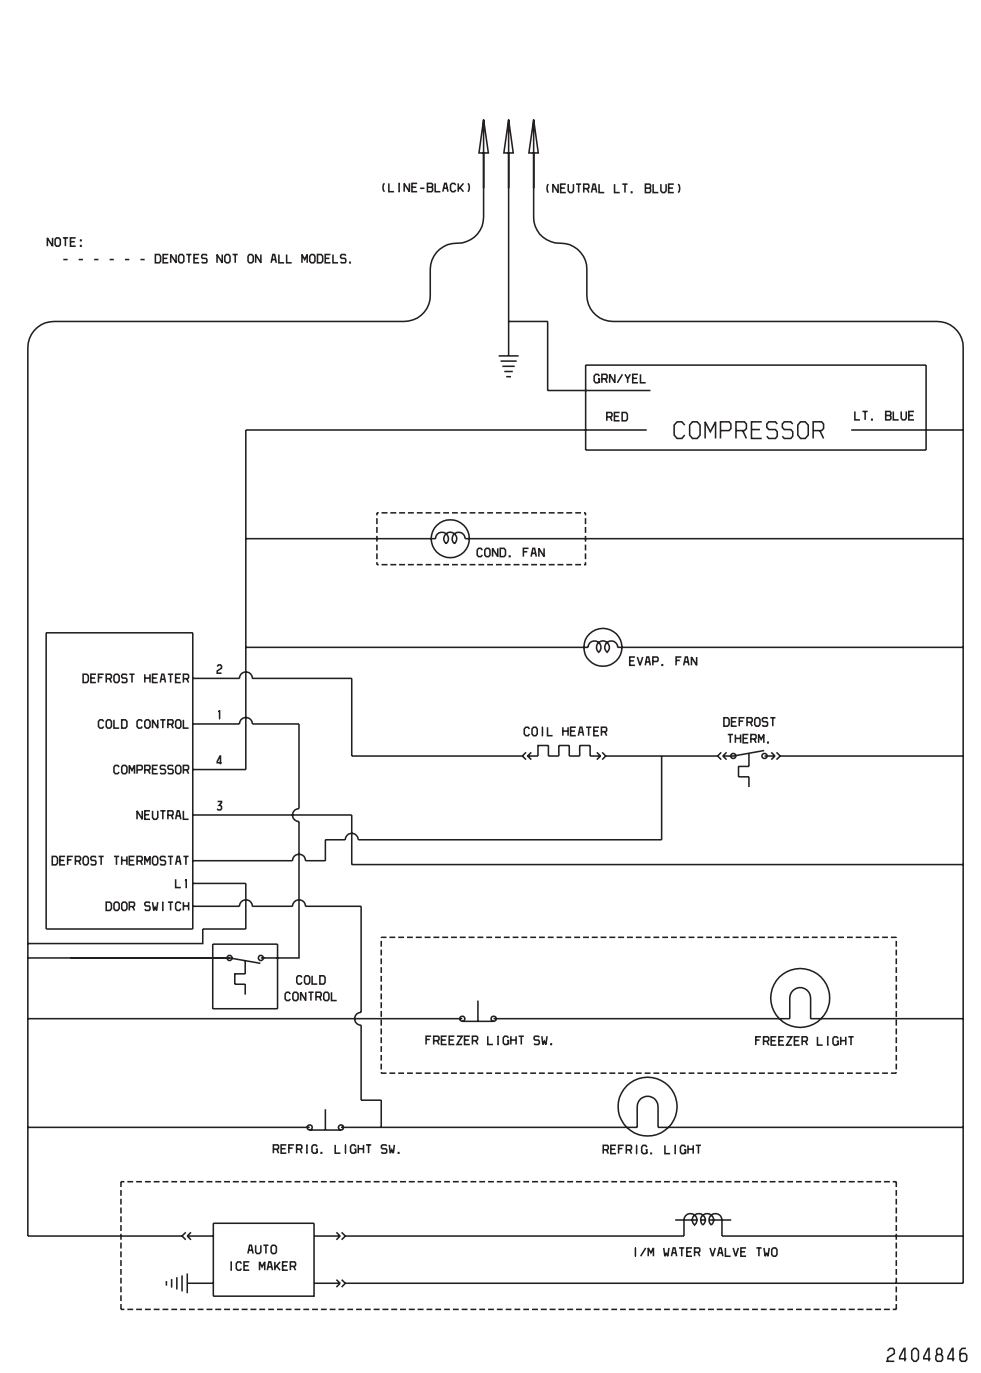 (LINE-BLACK)
(NEUTRAL LT. BLUE)
NOTE:
- - - - - - DENOTES NOT ON ALL MODELS.
GRN/YEL
RED
COMPRESSOR
LT. BLUE
COND. FAN
EVAP. FAN
DEFROST HEATER
2
COLD CONTROL
1
COMPRESSOR
4
NEUTRAL
3
DEFROST THERMOSTAT
L1
DOOR SWITCH
COIL HEATER
DEFROST
THERM.
COLD
CONTROL
FREEZER LIGHT SW.
FREEZER LIGHT
REFRIG. LIGHT SW.
REFRIG. LIGHT
AUTO
ICE MAKER
I/M WATER VALVE TWO
2404846